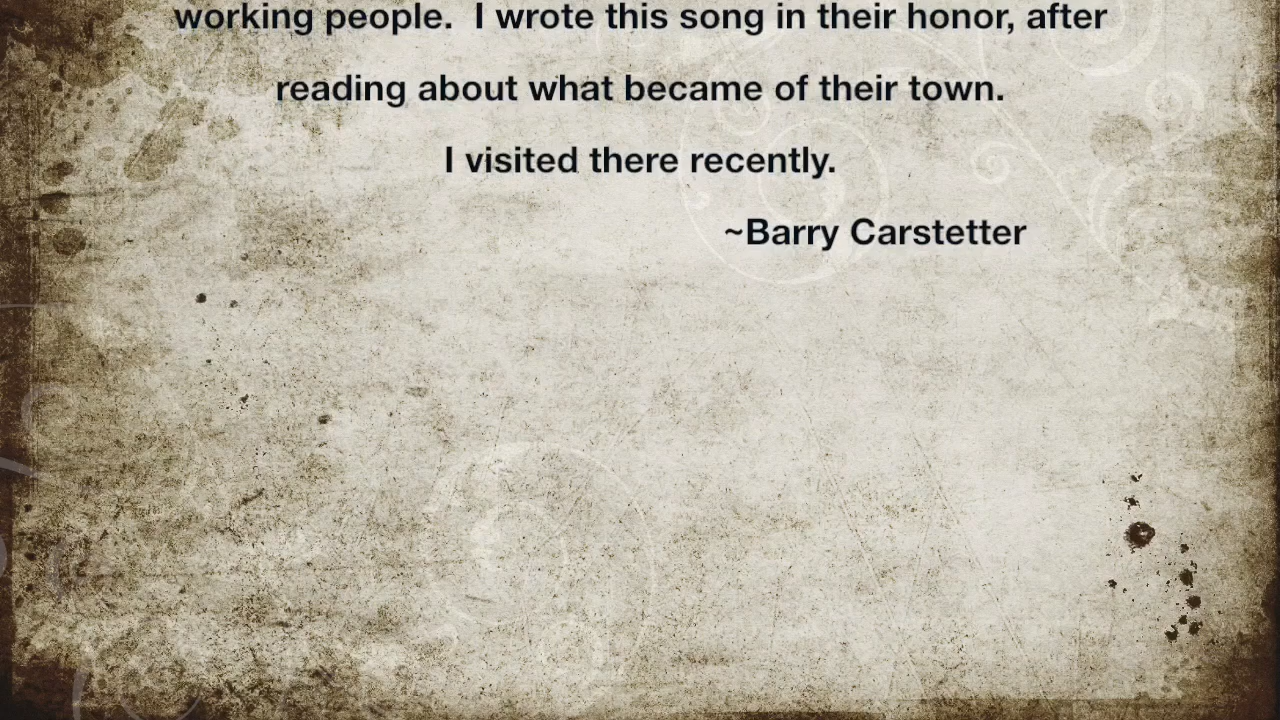 working people.  I wrote this song in their honor, after
reading about what became of their town.
I visited there recently.
~Barry Carstetter